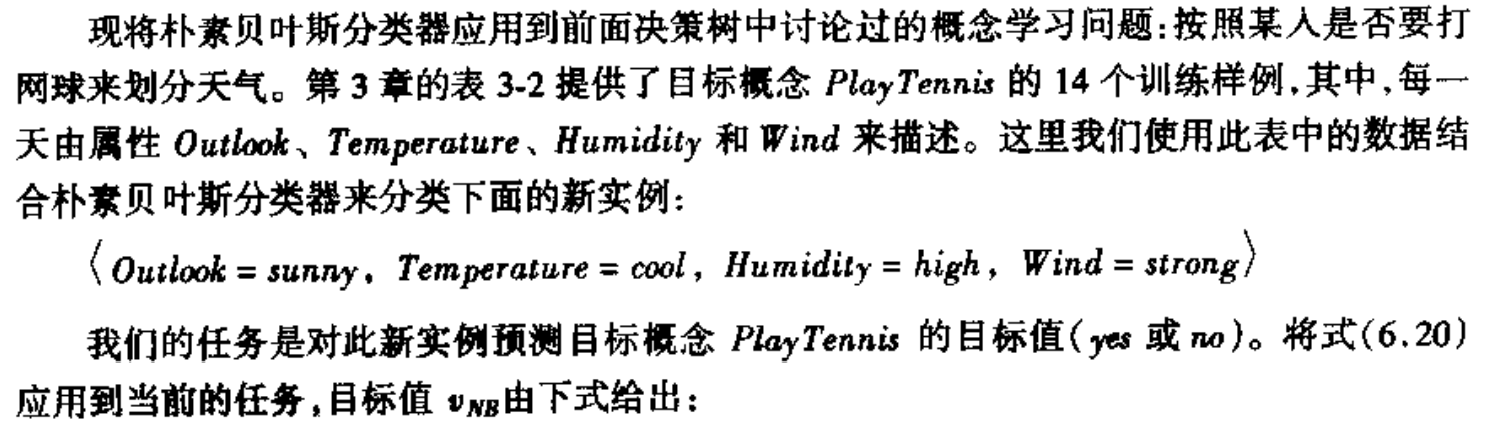 现将朴素贝叶斯分类器应用到前面决策树中讨论过的概念学习问题:按照某人是否要打
网球来划分天气。第 3 章的表 3-2 提供了目标概念 PlayTennis 的 14 个训练样例,其中,每一
天由属性 Outlook、Temperature、Humidity 和 Wind 来描述。这里我们使用此表中的数据结
合朴素贝叶斯分类器来分类下面的新实例:
〈Outlook = sunny, Temperature = cool, Humidity = high, Wind = strong〉
我们的任务是对此新实例预测目标概念 PlayTennis 的目标值(yes 或 no)。将式(6.20)
应用到当前的任务,目标值 v_NB由下式给出: